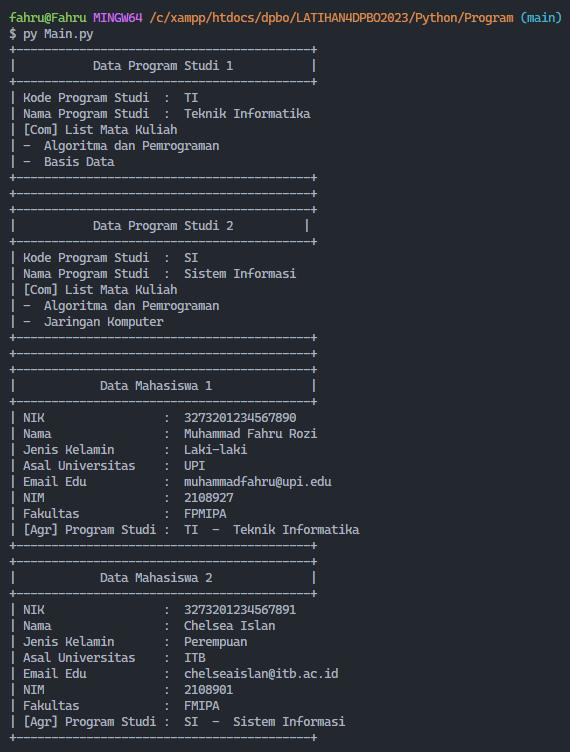 fahru@Fahru MINGW64 /c/xampp/htdocs/dpbo/LATIHAN4DPBO2023/Python/Program (main)
$ py Main.py
+------------------------------------------+
|           Data Program Studi 1           |
+------------------------------------------+
| Kode Program Studi  :  TI
| Nama Program Studi  :  Teknik Informatika
| [Com] List Mata Kuliah
| -  Algoritma dan Pemrograman
| -  Basis Data
+------------------------------------------+
+------------------------------------------+
+------------------------------------------+
|           Data Program Studi 2          |
+------------------------------------------+
| Kode Program Studi  :  SI
| Nama Program Studi  :  Sistem Informasi
| [Com] List Mata Kuliah
| -  Algoritma dan Pemrograman
| -  Jaringan Komputer
+------------------------------------------+
+------------------------------------------+
+------------------------------------------+
|            Data Mahasiswa 1              |
+------------------------------------------+
| NIK                 :  3273201234567890
| Nama                :  Muhammad Fahru Rozi
| Jenis Kelamin       :  Laki-laki
| Asal Universitas    :  UPI
| Email Edu           :  muhammadfahru@upi.edu
| NIM                 :  2108927
| Fakultas            :  FPMIPA
| [Agr] Program Studi :  TI  -  Teknik Informatika
+------------------------------------------+
+------------------------------------------+
|            Data Mahasiswa 2              |
+------------------------------------------+
| NIK                 :  3273201234567891
| Nama                :  Chelsea Islan
| Jenis Kelamin       :  Perempuan
| Asal Universitas    :  ITB
| Email Edu           :  chelseaislan@itb.ac.id
| NIM                 :  2108901
| Fakultas            :  FMIPA
| [Agr] Program Studi :  SI  -  Sistem Informasi
+------------------------------------------+